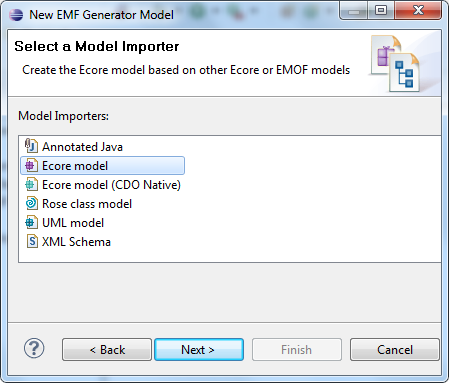 New EMF Generator Model
Select a Model Importer
Create the Ecore model based on other Ecore or EMOF models
Model Importers:
Annotated Java
Ecore model
Ecore model (CDO Native)
Rose class model
UML model
XML Schema
< Back
Next >
Finish
Cancel